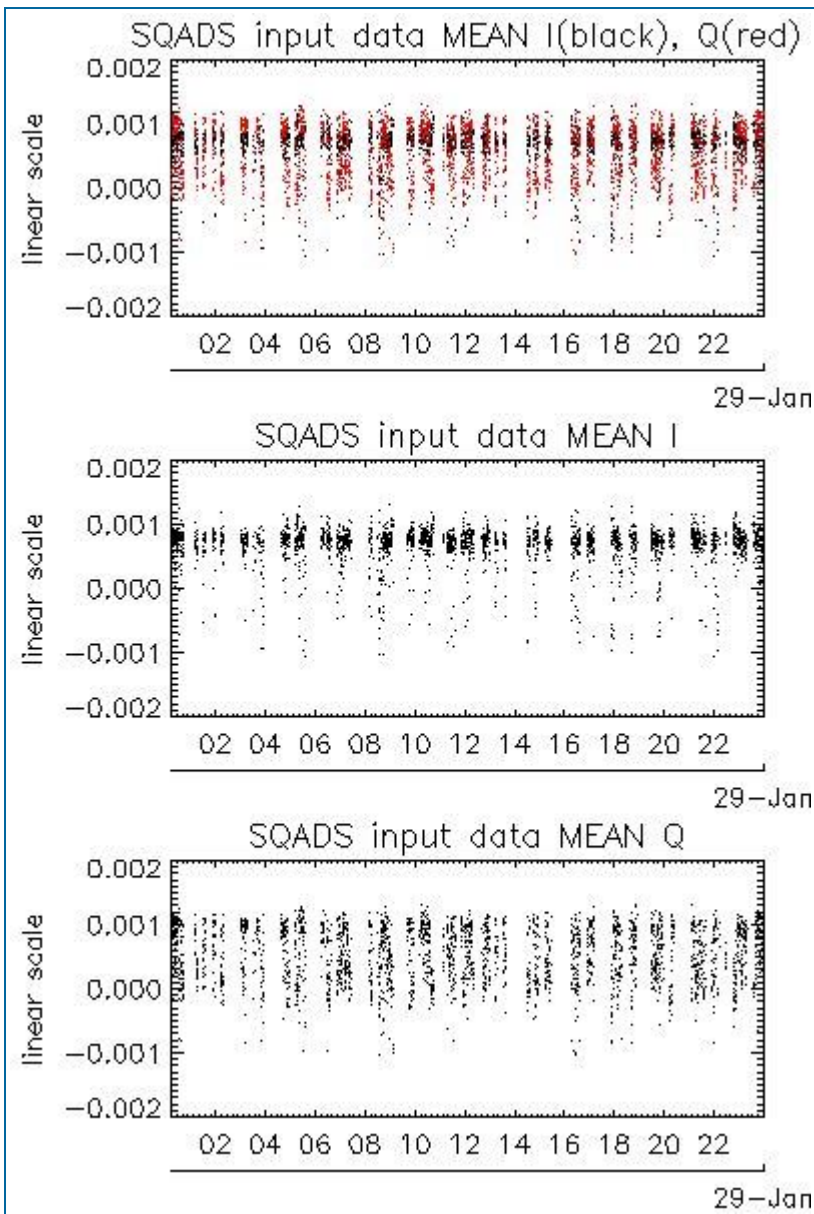 SQADS input data MEAN I(black), Q(red)
0.002
0.001
0.000
−0.001
−0.002
linear scale
02 04 06 08 10 12 14 16 18 20 22
29-Jan
SQADS input data MEAN I
0.002
0.001
0.000
−0.001
−0.002
linear scale
02 04 06 08 10 12 14 16 18 20 22
29-Jan
SQADS input data MEAN Q
0.002
0.001
0.000
−0.001
−0.002
linear scale
02 04 06 08 10 12 14 16 18 20 22
29-Jan